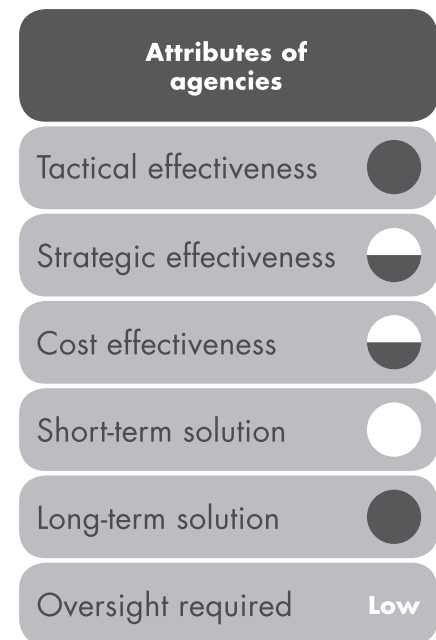 Attributes of
agencies
Tactical effectiveness
Strategic effectiveness
Cost effectiveness
Short-term solution
Long-term solution
Oversight required Low